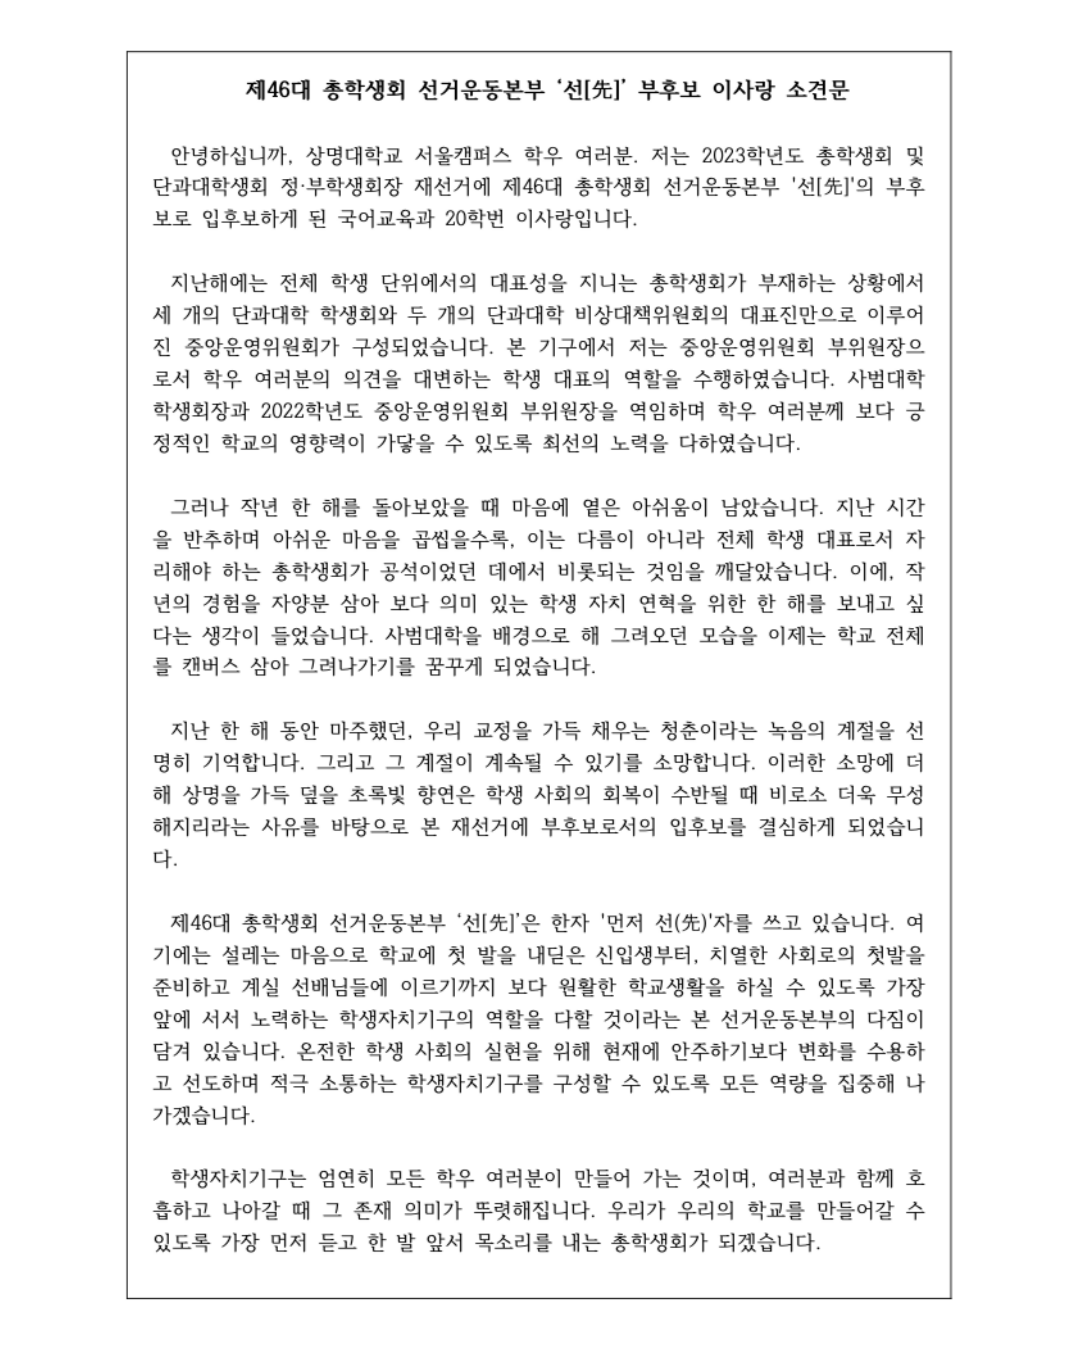 제46대 총학생회 선거운동본부 ‘선[先]’ 부후보 이사랑 소견문
안녕하십니까, 상명대학교 서울캠퍼스 학우 여러분. 저는 2023학년도 총학생회 및
단과대학생회 정·부학생회장 재선거에 제46대 총학생회 선거운동본부 '선[先]'의 부후
보로 입후보하게 된 국어교육과 20학번 이사랑입니다.
지난해에는 전체 학생 단위에서의 대표성을 지니는 총학생회가 부재하는 상황에서
세 개의 단과대학 학생회와 두 개의 단과대학 비상대책위원회의 대표진만으로 이루어
진 중앙운영위원회가 구성되었습니다. 본 기구에서 저는 중앙운영위원회 부위원장으
로서 학우 여러분의 의견을 대변하는 학생 대표의 역할을 수행하였습니다. 사범대학
학생회장과 2022학년도 중앙운영위원회 부위원장을 역임하며 학우 여러분께 보다 긍
정적인 학교의 영향력이 가닿을 수 있도록 최선의 노력을 다하였습니다.
그러나 작년 한 해를 돌아보았을 때 마음에 옅은 아쉬움이 남았습니다. 지난 시간
을 반추하며 아쉬운 마음을 곱씹을수록, 이는 다름이 아니라 전체 학생 대표로서 자
리해야 하는 총학생회가 공석이었던 데에서 비롯되는 것임을 깨달았습니다. 이에, 작
년의 경험을 자양분 삼아 보다 의미 있는 학생 자치 연혁을 위한 한 해를 보내고 싶
다는 생각이 들었습니다. 사범대학을 배경으로 해 그려오던 모습을 이제는 학교 전체
를 캔버스 삼아 그려나가기를 꿈꾸게 되었습니다.
지난 한 해 동안 마주했던, 우리 교정을 가득 채우는 청춘이라는 녹음의 계절을 선
명히 기억합니다. 그리고 그 계절이 계속될 수 있기를 소망합니다. 이러한 소망에 더
해 상명을 가득 덮을 초록빛 향연은 학생 사회의 회복이 수반될 때 비로소 더욱 무성
해지리라는 사유를 바탕으로 본 재선거에 부후보로서의 입후보를 결심하게 되었습니
다.
제46대 총학생회 선거운동본부 ‘선[先]’은 한자 '먼저 선(先)'자를 쓰고 있습니다. 여
기에는 설레는 마음으로 학교에 첫 발을 내딛은 신입생부터, 치열한 사회로의 첫발을
준비하고 계실 선배님들에 이르기까지 보다 원활한 학교생활을 하실 수 있도록 가장
앞에 서서 노력하는 학생자치기구의 역할을 다할 것이라는 본 선거운동본부의 다짐이
담겨 있습니다. 온전한 학생 사회의 실현을 위해 현재에 안주하기보다 변화를 수용하
고 선도하며 적극 소통하는 학생자치기구를 구성할 수 있도록 모든 역량을 집중해 나
가겠습니다.
학생자치기구는 엄연히 모든 학우 여러분이 만들어 가는 것이며, 여러분과 함께 호
흡하고 나아갈 때 그 존재 의미가 뚜렷해집니다. 우리가 우리의 학교를 만들어갈 수
있도록 가장 먼저 듣고 한 발 앞서 목소리를 내는 총학생회가 되겠습니다.